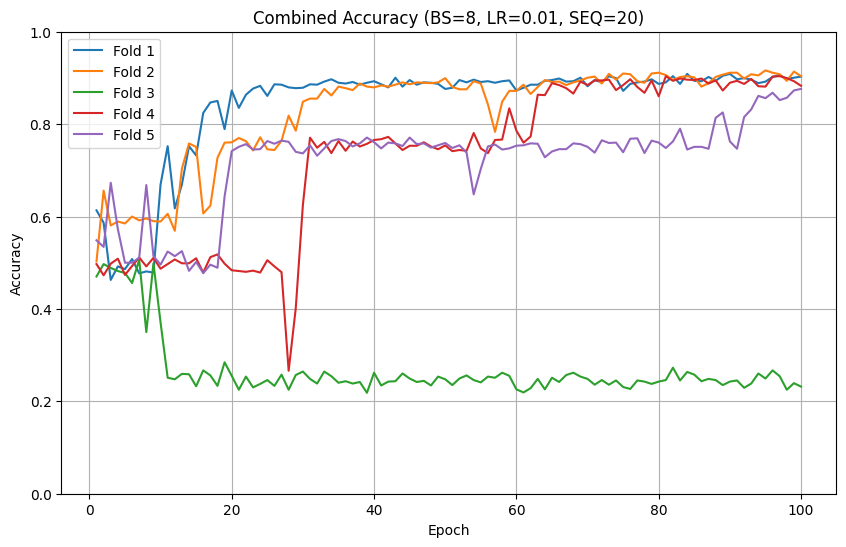 Combined Accuracy (BS=8, LR=0.01, SEQ=20)
Fold 1
Fold 2
Fold 3
Fold 4
Fold 5
Accuracy
1.0
0.8
0.6
0.4
0.2
0.0
0 20 40 60 80 100
Epoch